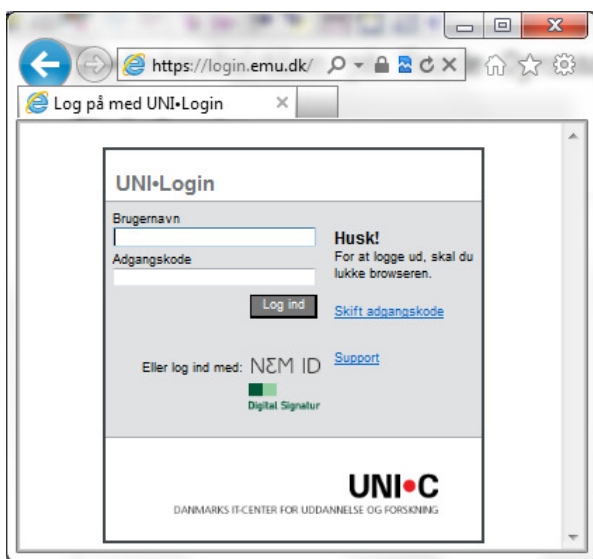 https://login.emu.dk/
Log på med UNI•Login
UNI•Login
Brugernavn
Adgangskode
Log ind
Husk!
For at logge ud, skal du
lukke browseren.
Skift adgangskode
Eller log ind med: NΣM ID
Support
Digital Signatur
UNI•C
DANMARKS IT-CENTER FOR UDDANNELSE OG FORSKNING